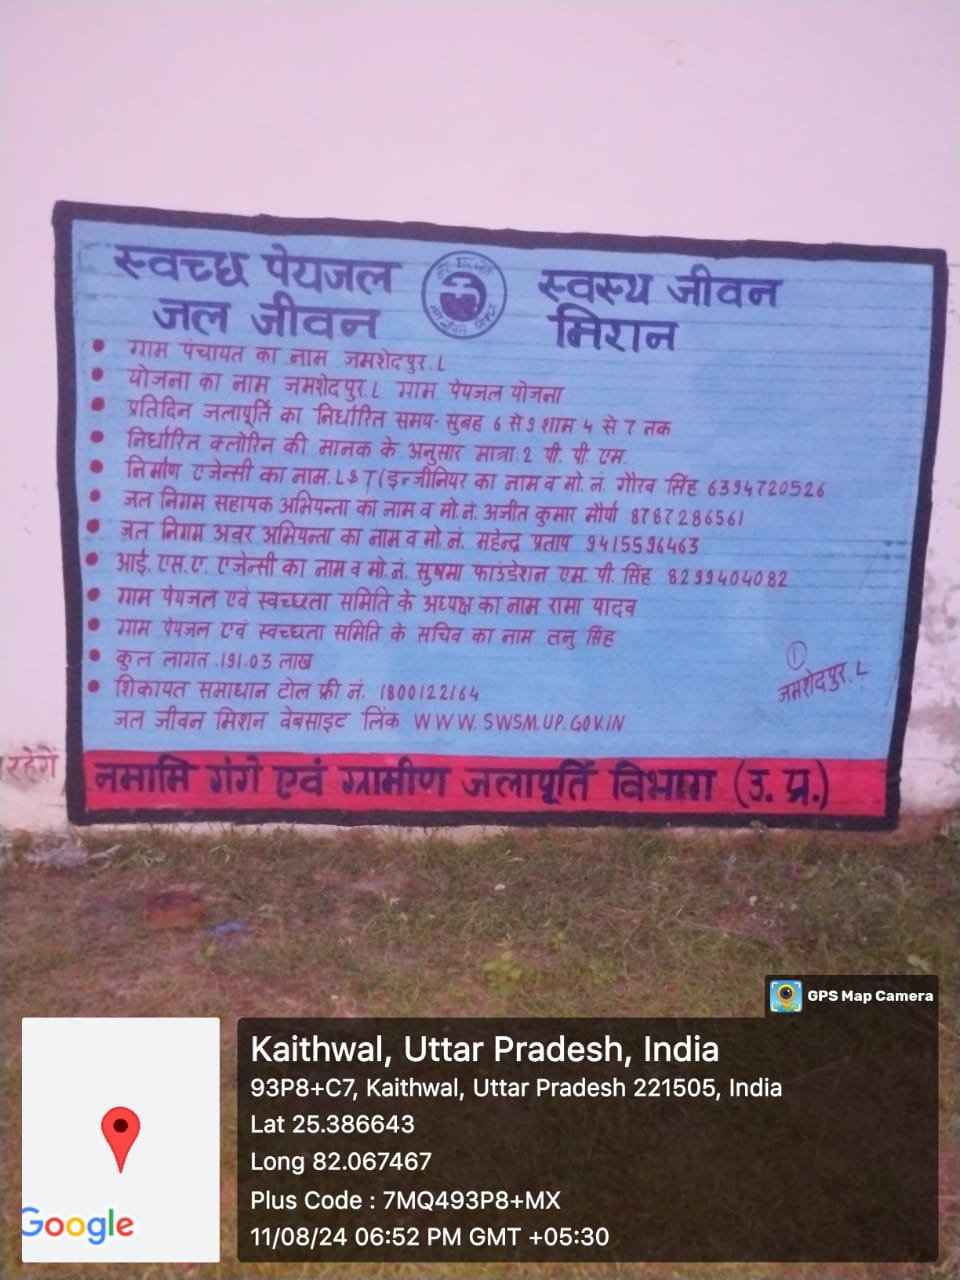 स्वच्छ पेयजल स्वस्थ जीवन
जल जीवन मिशन
ग्राम पंचायत का नाम जमशेदपुर.L
योजना का नाम जमशेदपुर.L ग्राम पेयजल योजना
प्रतिदिन जलापूर्ति का निर्धारित समय- सुबह 6 से 9 शाम 4 से 7 तक
निर्धारित क्लोरिन की मानक के अनुसार मात्रा.2 पी. पी. एम.
निर्माण एजेन्सी का नाम. L&T (इन्जीनियर का नाम व मो. नं. गौरव सिंह 6394720526
जल निगम सहायक अभियन्ता का नाम व मो.नं. अजीत कुमार मौर्या 8787286561
जल निगम अवर अभियन्ता का नाम व मो. नं. महेन्द्र प्रताप 9415596463
आई. एस.ए. एजेन्सी का नाम व मो.नं. सुषमा फाउंडेशन एम. पी. सिंह 8299404082
ग्राम पेयजल एवं स्वच्छता समिति के अध्यक्ष का नाम रामा यादव
ग्राम पेयजल एवं स्वच्छता समिति के सचिव का नाम तनु सिंह
कुल लागत .191.03 लाख
शिकायत समाधान टोल फ्री नं. 1800122164
जल जीवन मिशन वेबसाइट लिंक WWW.SWSM.UP.GOV.IN
1
जमशेदपुर.L
रहेगें
नमामि गंगे एवं ग्रामीण जलापूर्ति विभाग (उ. प्र.)
GPS Map Camera
Kaithwal, Uttar Pradesh, India
93P8+C7, Kaithwal, Uttar Pradesh 221505, India
Lat 25.386643
Long 82.067467
Plus Code : 7MQ493P8+MX
11/08/24 06:52 PM GMT +05:30
Google